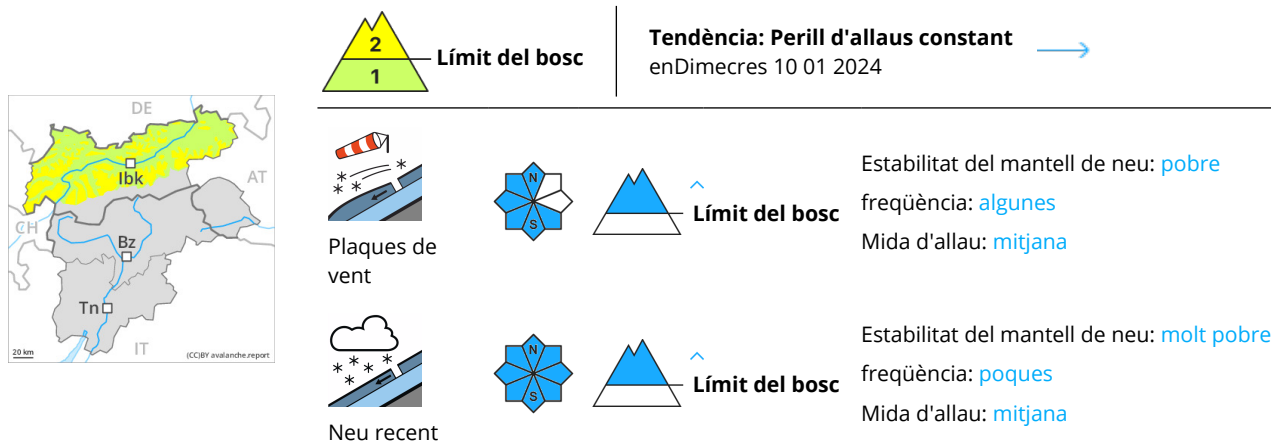 2
1
Límit del bosc
Tendència: Perill d'allaus constant
enDimecres 10 01 2024
DE
Ibk
AT
CH
Bz
Tn
IT
20 km
(CC)BY avalanche.report
Plaques de
vent
N
S
Límit del bosc
Estabilitat del mantell de neu: pobre
freqüència: algunes
Mida d'allau: mitjana
Neu recent
N
S
Límit del bosc
Estabilitat del mantell de neu: molt pobre
freqüència: poques
Mida d'allau: mitjana